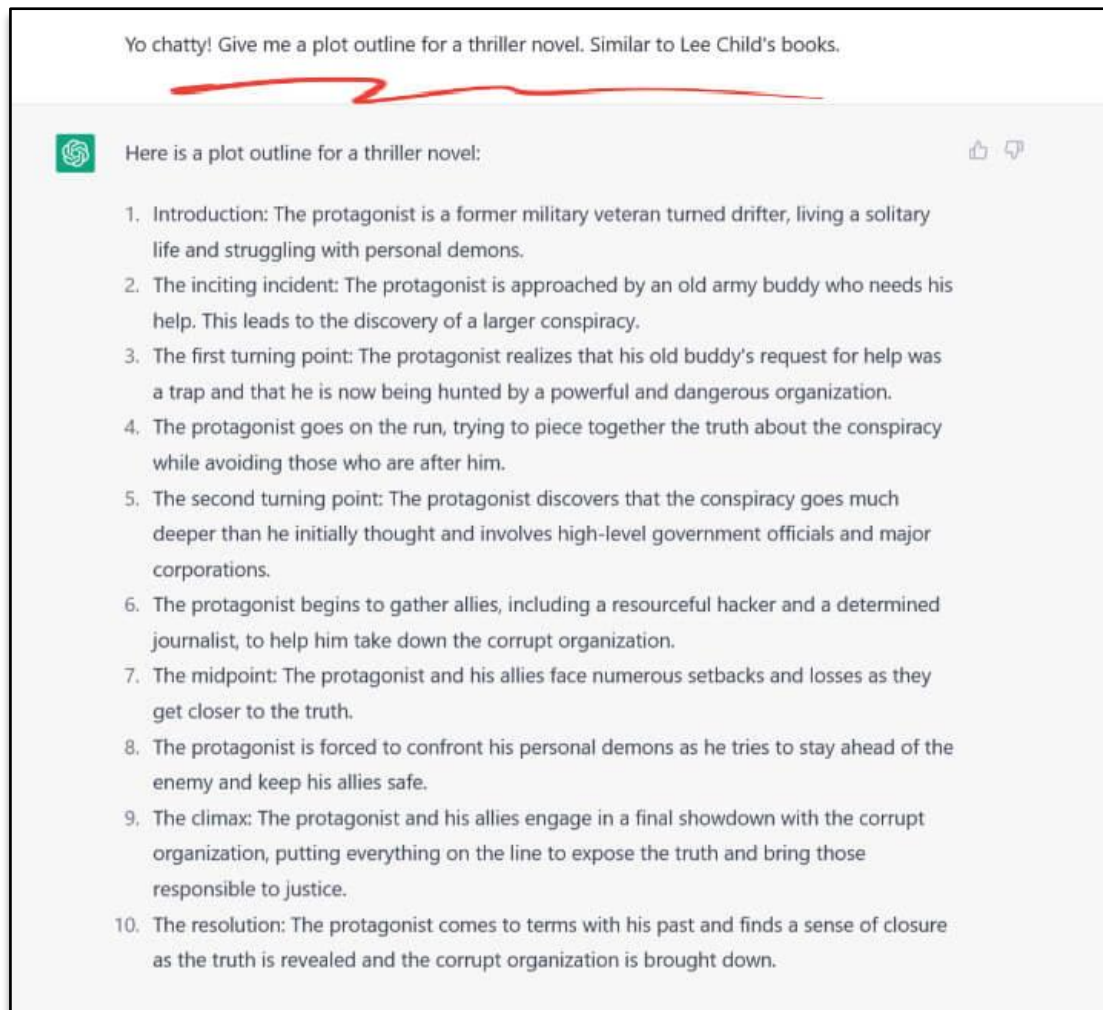 Yo chatty! Give me a plot outline for a thriller novel. Similar to Lee Child's books.
Here is a plot outline for a thriller novel:
1. Introduction: The protagonist is a former military veteran turned drifter, living a solitary
life and struggling with personal demons.
2. The inciting incident: The protagonist is approached by an old army buddy who needs his
help. This leads to the discovery of a larger conspiracy.
3. The first turning point: The protagonist realizes that his old buddy's request for help was
a trap and that he is now being hunted by a powerful and dangerous organization.
4. The protagonist goes on the run, trying to piece together the truth about the conspiracy
while avoiding those who are after him.
5. The second turning point: The protagonist discovers that the conspiracy goes much
deeper than he initially thought and involves high-level government officials and major
corporations.
6. The protagonist begins to gather allies, including a resourceful hacker and a determined
journalist, to help him take down the corrupt organization.
7. The midpoint: The protagonist and his allies face numerous setbacks and losses as they
get closer to the truth.
8. The protagonist is forced to confront his personal demons as he tries to stay ahead of the
enemy and keep his allies safe.
9. The climax: The protagonist and his allies engage in a final showdown with the corrupt
organization, putting everything on the line to expose the truth and bring those
responsible to justice.
10. The resolution: The protagonist comes to terms with his past and finds a sense of closure
as the truth is revealed and the corrupt organization is brought down.